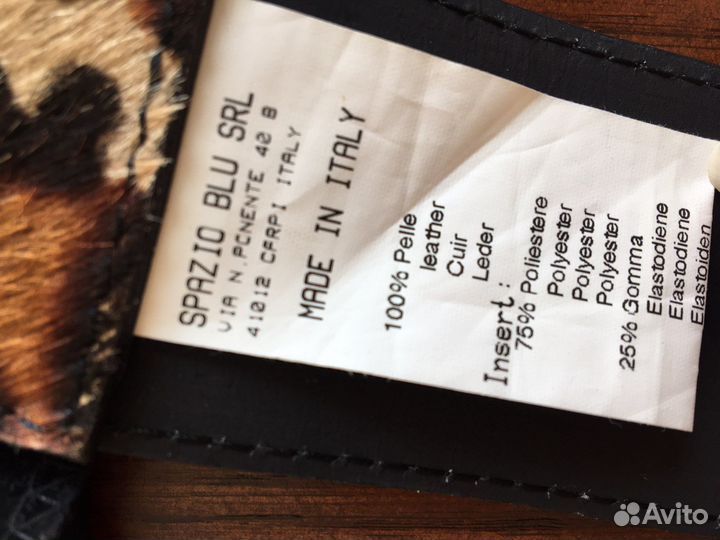 SPAZIO BLU SRL
VIA N. PONENTE 40 B
41012 CARPI ITALY
MADE IN ITALY
100% Pelle
leather
Cuir
Leder
Insert:
75% Poliestere
Polyester
Polyester
Polyester
25% Gomma
Elastodiene
Elastodiene
Elastoiden
Avito